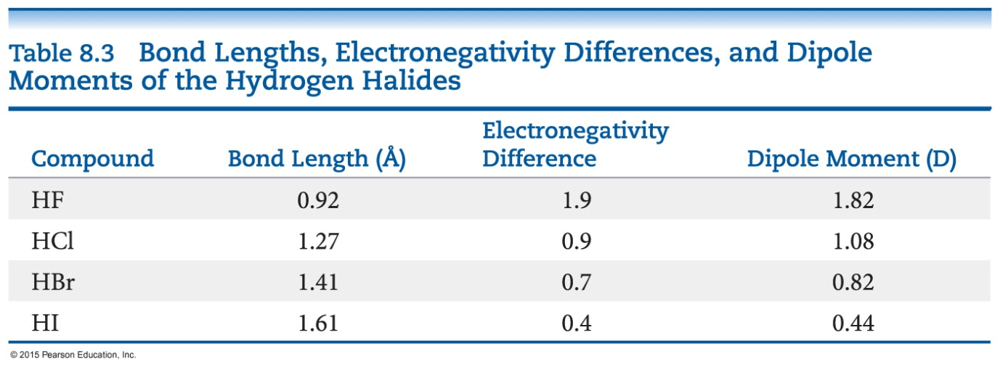 Table 8.3 Bond Lengths, Electronegativity Differences, and Dipole
Moments of the Hydrogen Halides
Electronegativity
Compound Bond Length (Å) Difference Dipole Moment (D)
HF 0.92 1.9 1.82
HCl 1.27 0.9 1.08
HBr 1.41 0.7 0.82
HI 1.61 0.4 0.44
© 2015 Pearson Education, Inc.